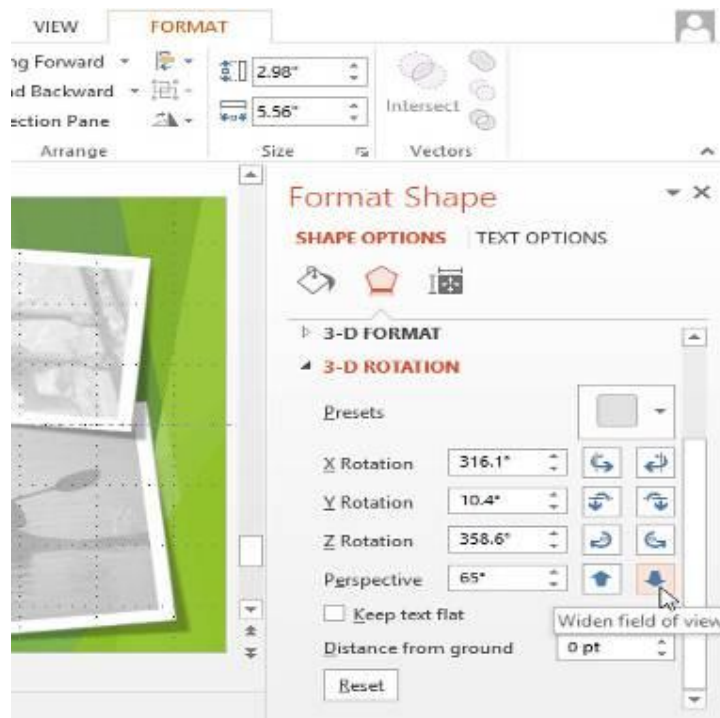 VIEW FORMAT
ng Forward
nd Backward
ection Pane
Arrange
2.98"
5.56"
Size
Intersect
Vectors
Format Shape
SHAPE OPTIONS TEXT OPTIONS
3-D FORMAT
3-D ROTATION
Presets
X Rotation 316.1°
Y Rotation 10.4°
Z Rotation 358.6°
Perspective 65°
Keep text flat
Widen field of view
Distance from ground 0 pt
Reset